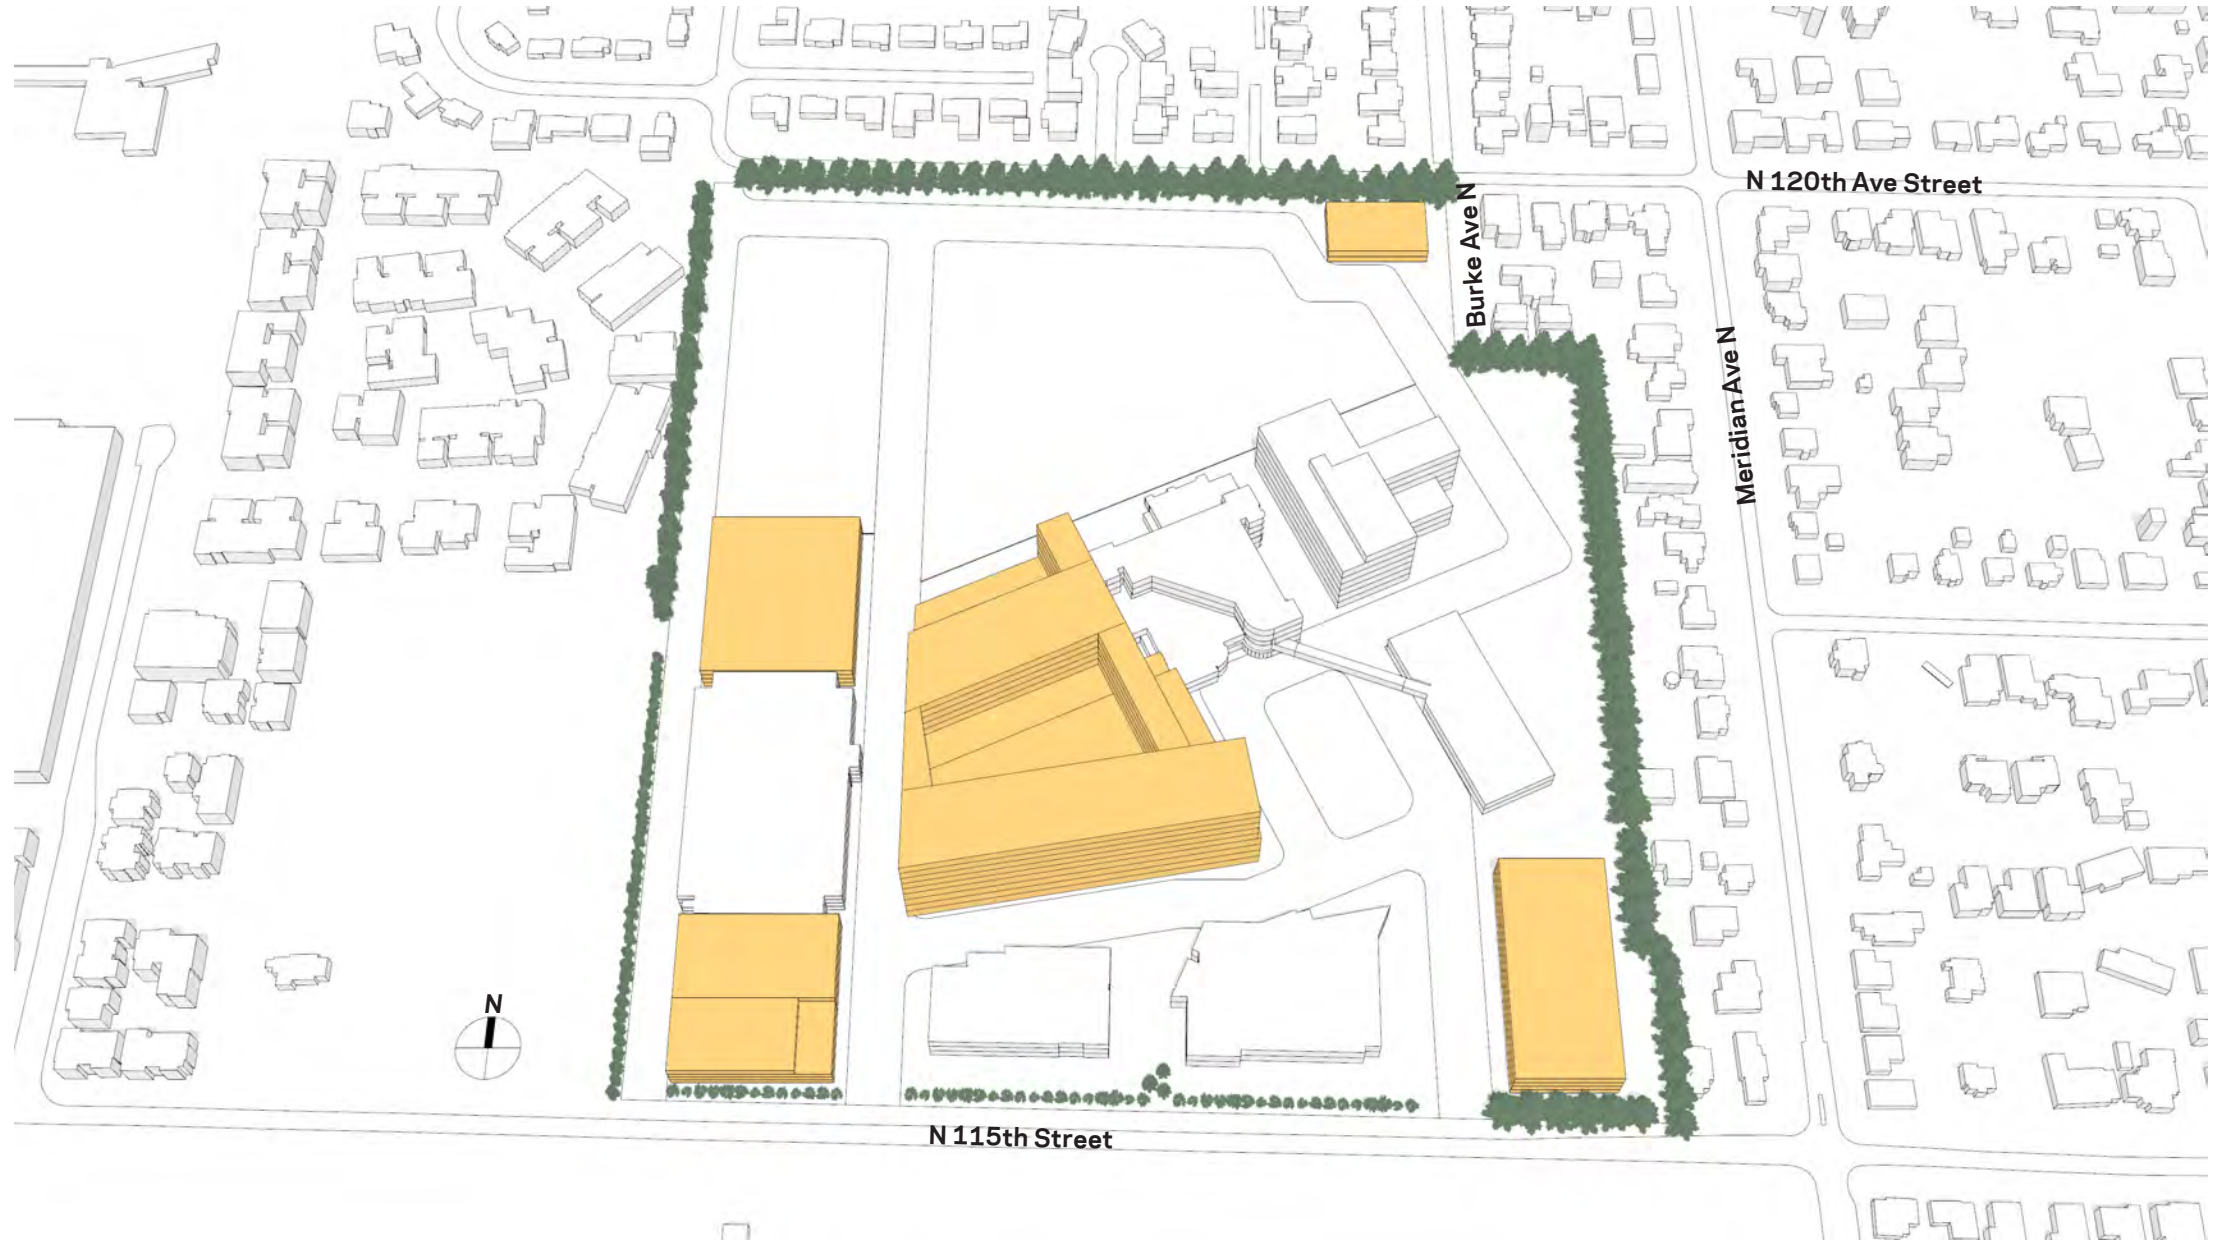 N 120th Ave Street
Burke Ave N
Meridian Ave N
N
N 115th Street